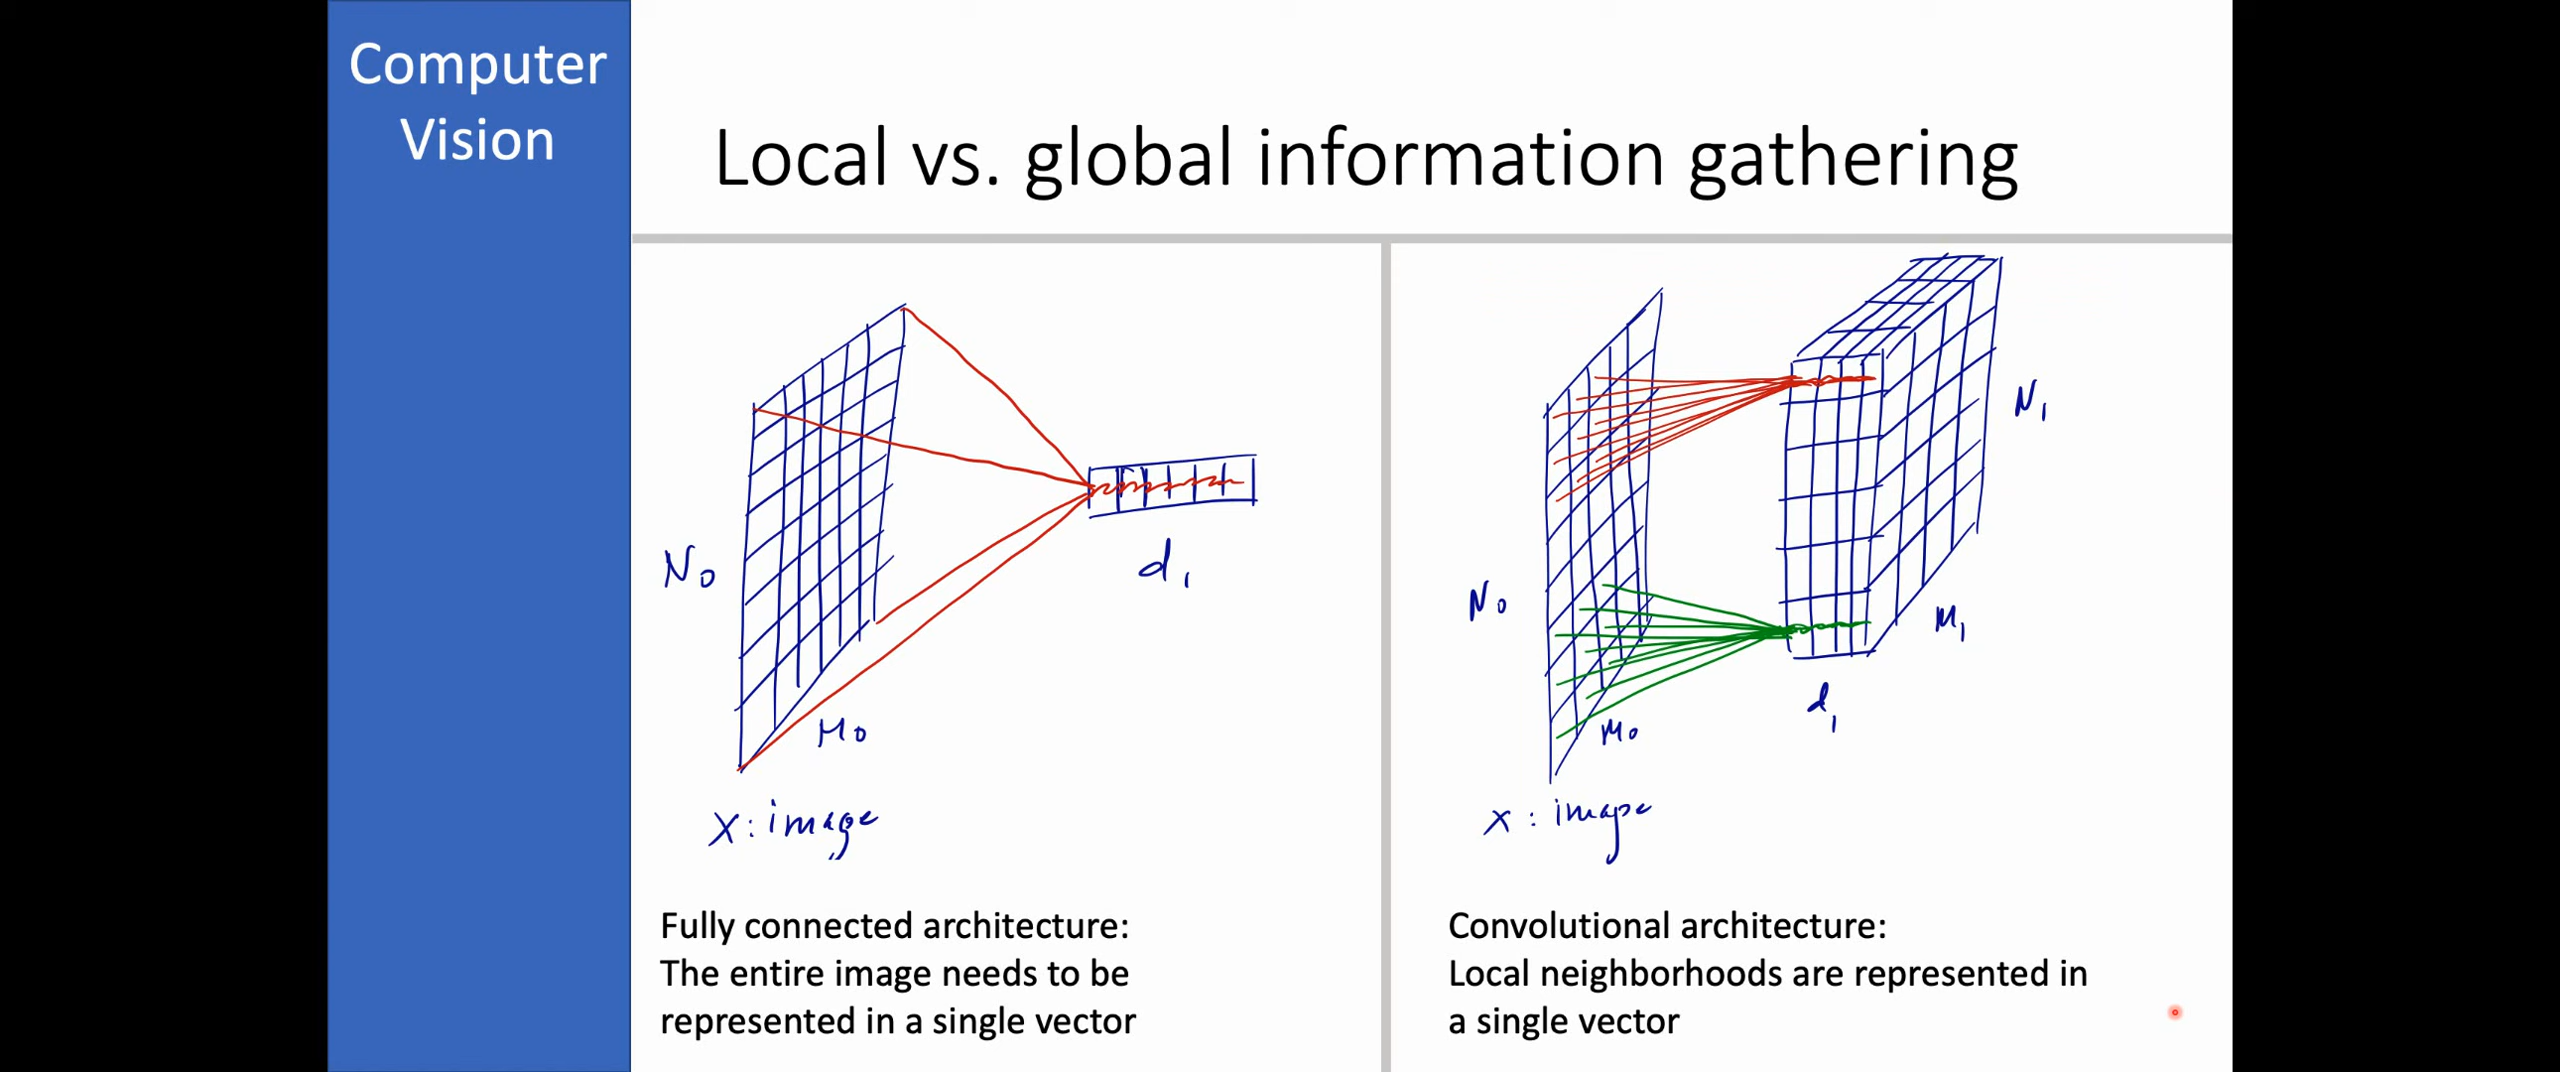 Computer
Vision
Local vs. global information gathering
N₀
M₀
d₁
X: image
Fully connected architecture:
The entire image needs to be
represented in a single vector
N₀
M₀
d₁
M₁
N₁
x: image
Convolutional architecture:
Local neighborhoods are represented in
a single vector